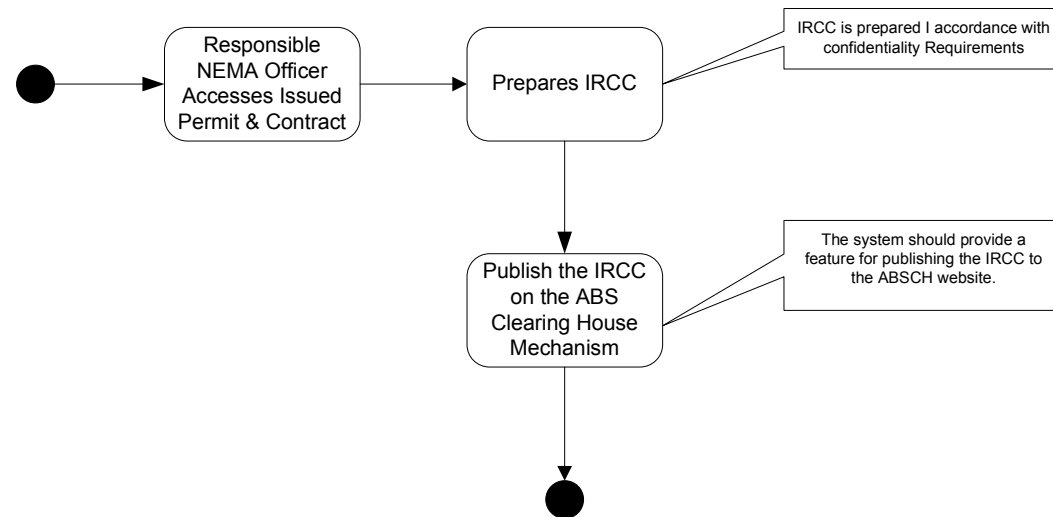 Responsible
NEMA Officer
Accesses Issued
Permit & Contract
Prepares IRCC
IRCC is prepared I accordance with
confidentiality Requirements
Publish the IRCC
on the ABS
Clearing House
Mechanism
The system should provide a
feature for publishing the IRCC to
the ABSCH website.